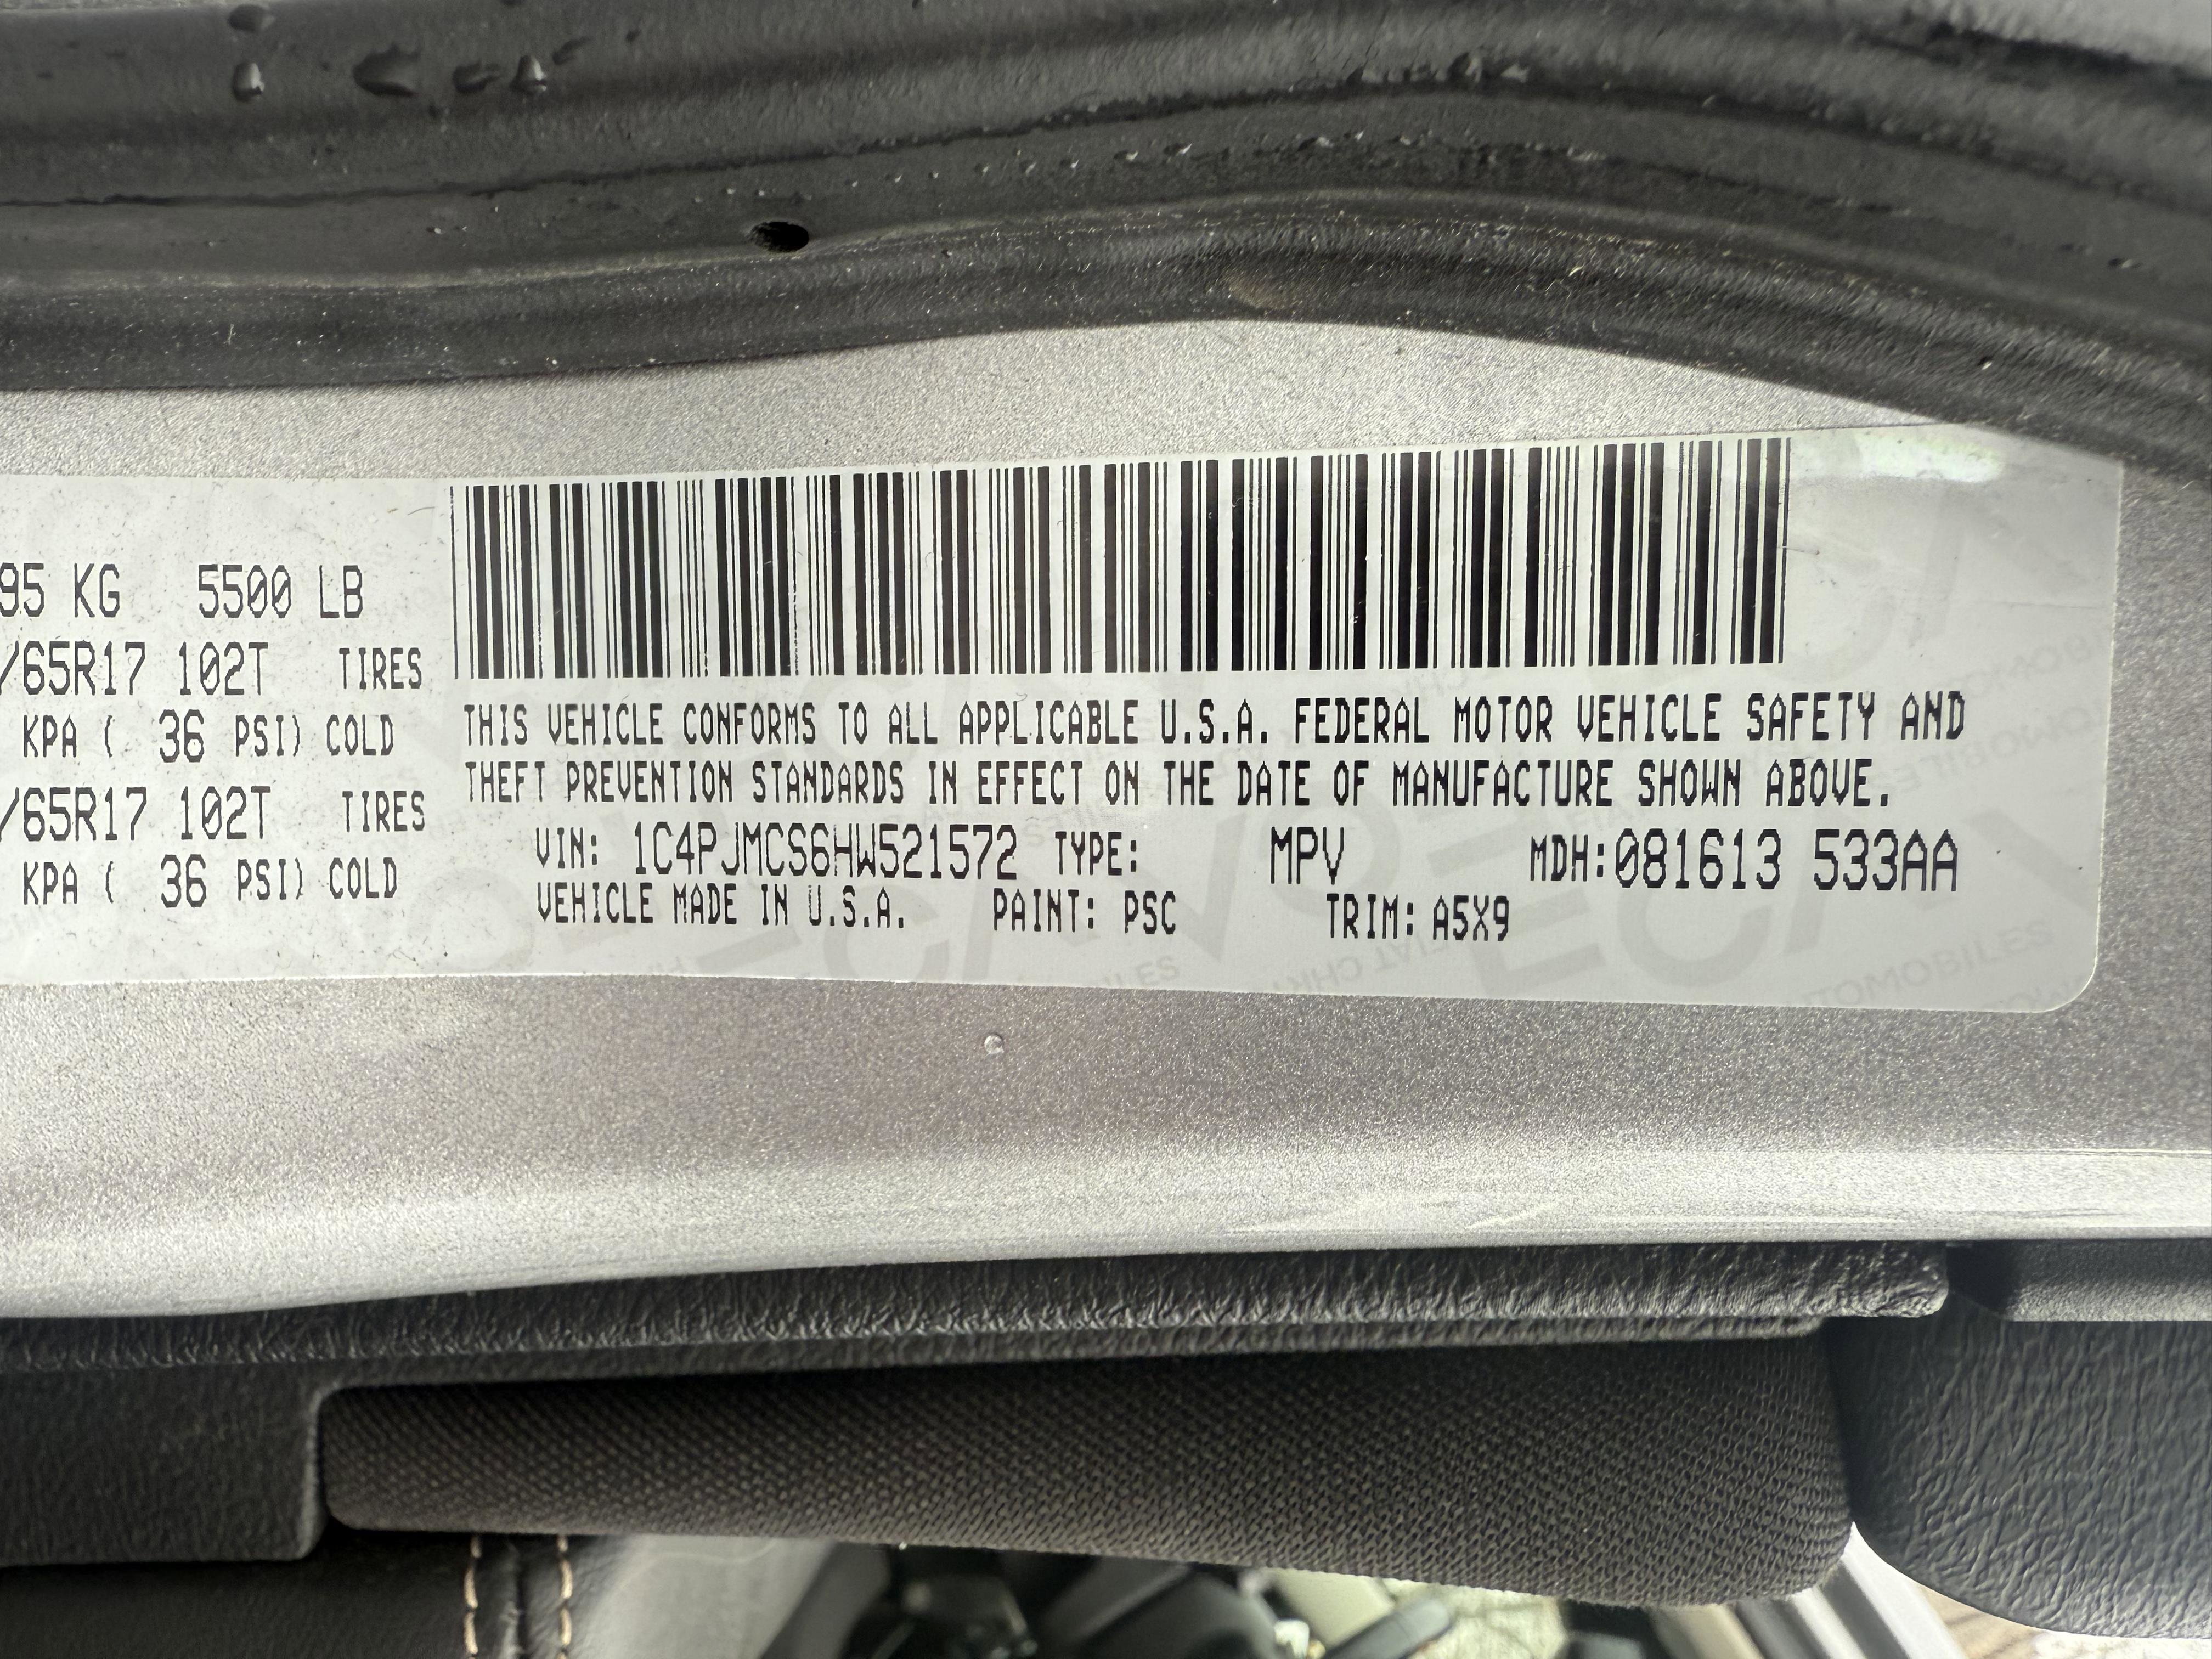 95 KG 5500 LB
/65R17 102T TIRES
KPA ( 36 PSI) COLD
/65R17 102T TIRES
KPA ( 36 PSI) COLD
THIS VEHICLE CONFORMS TO ALL APPLICABLE U.S.A. FEDERAL MOTOR VEHICLE SAFETY AND
THEFT PREVENTION STANDARDS IN EFFECT ON THE DATE OF MANUFACTURE SHOWN ABOVE.
VIN: 1C4PJMCS6HW521572 TYPE: MPV MDH:081613 533AA
VEHICLE MADE IN U.S.A. PAINT: PSC TRIM: A5X9